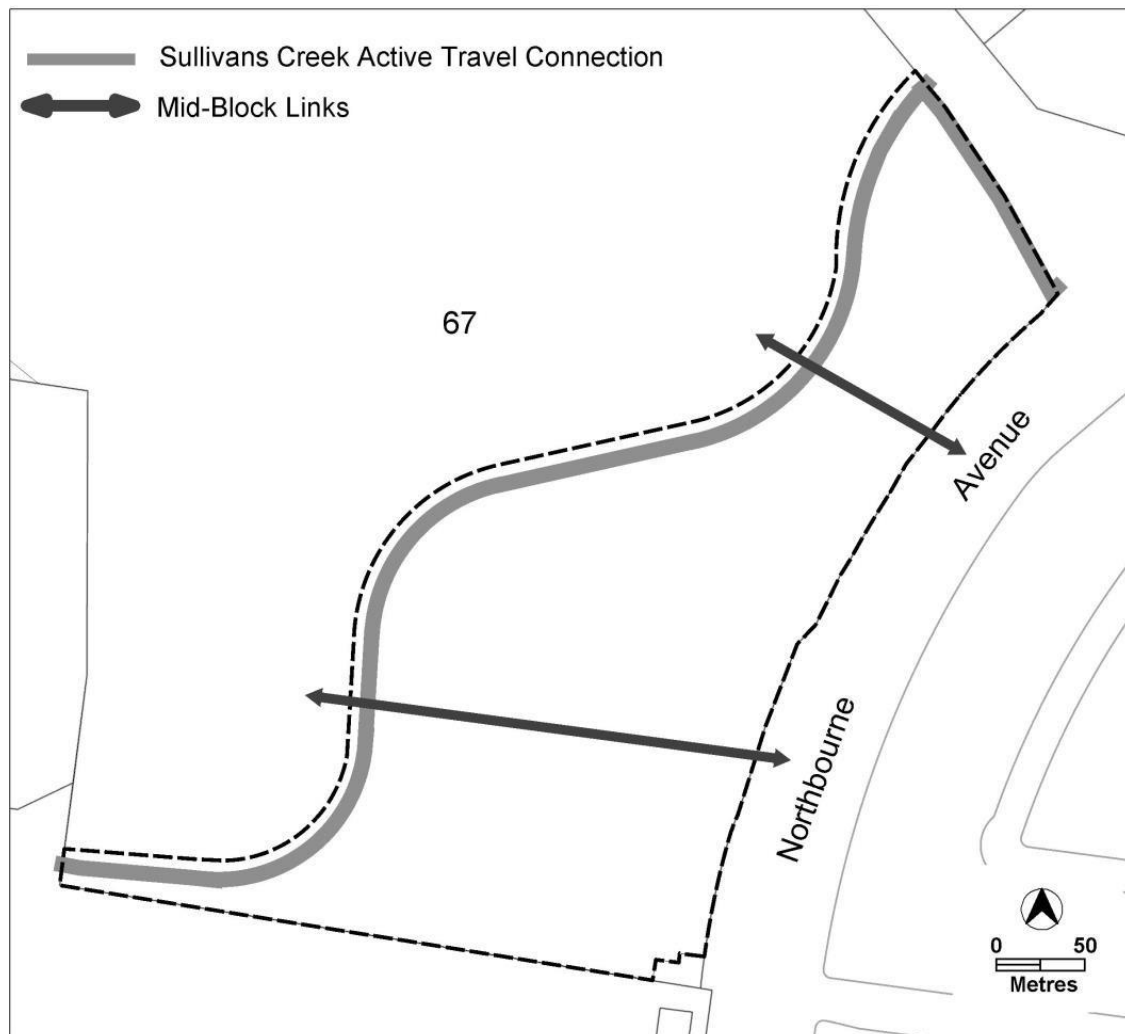 Sullivans Creek Active Travel Connection
Mid-Block Links
67
Avenue
Northbourne
0 50
Metres